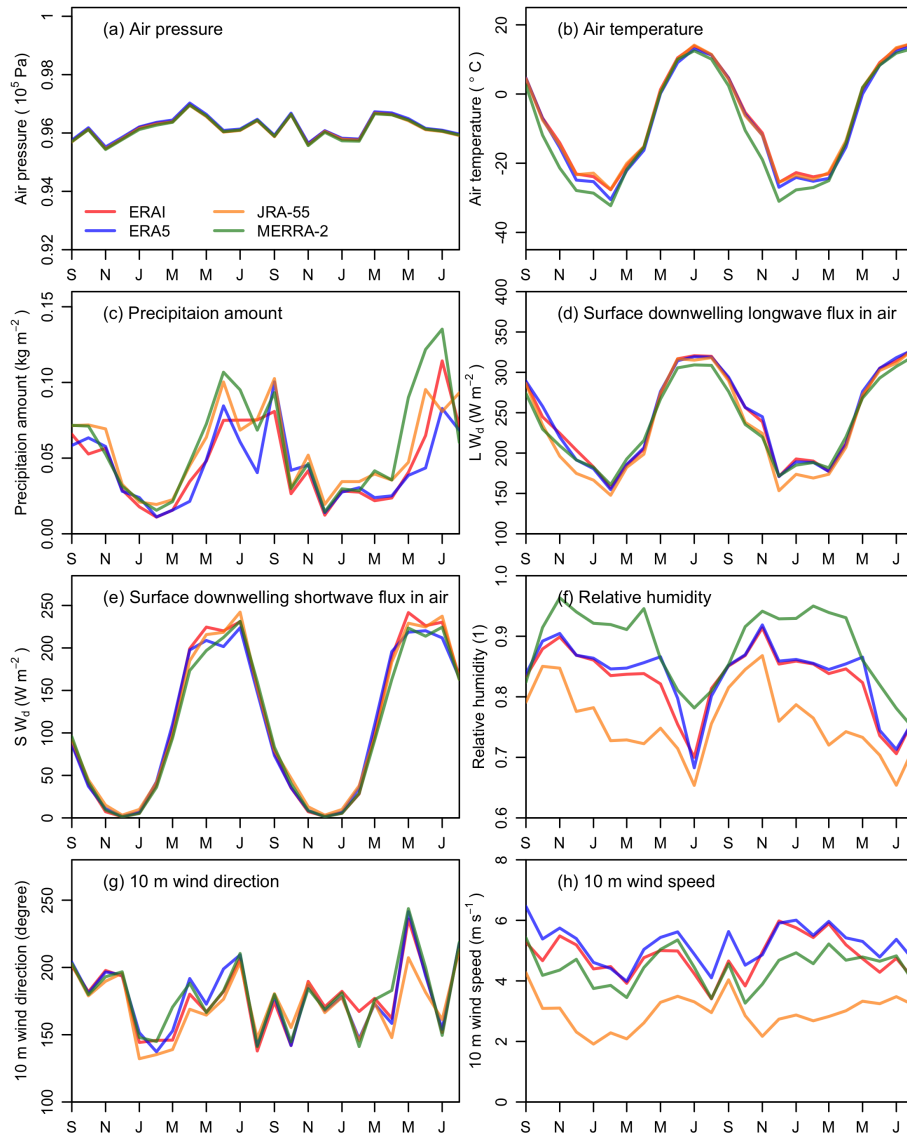 (a) Air pressure
Air pressure ( 10⁵ Pa)
1
0.98
0.96
0.94
0.92
ERAI
ERA5
JRA-55
MERRA-2
S N J M M J S N J M M J
(b) Air temperature
Air temperature ( ° C)
20
0
-20
-40
S N J M M J S N J M M J
(c) Precipitaion amount
Precipitaion amount (kg m⁻²)
0.15
0.10
0.05
0.00
S N J M M J S N J M M J
(d) Surface downwelling longwave flux in air
L W_d (W m⁻²)
400
350
300
250
200
150
100
S N J M M J S N J M M J
(e) Surface downwelling shortwave flux in air
S W_d (W m⁻²)
250
200
150
100
50
0
S N J M M J S N J M M J
(f) Relative humidity
Relative humidity (1)
1.0
0.9
0.8
0.7
0.6
S N J M M J S N J M M J
(g) 10 m wind direction
10 m wind direction (degree)
250
200
150
100
S N J M M J S N J M M J
(h) 10 m wind speed
10 m wind speed (m s⁻¹)
8
6
4
2
0
S N J M M J S N J M M J